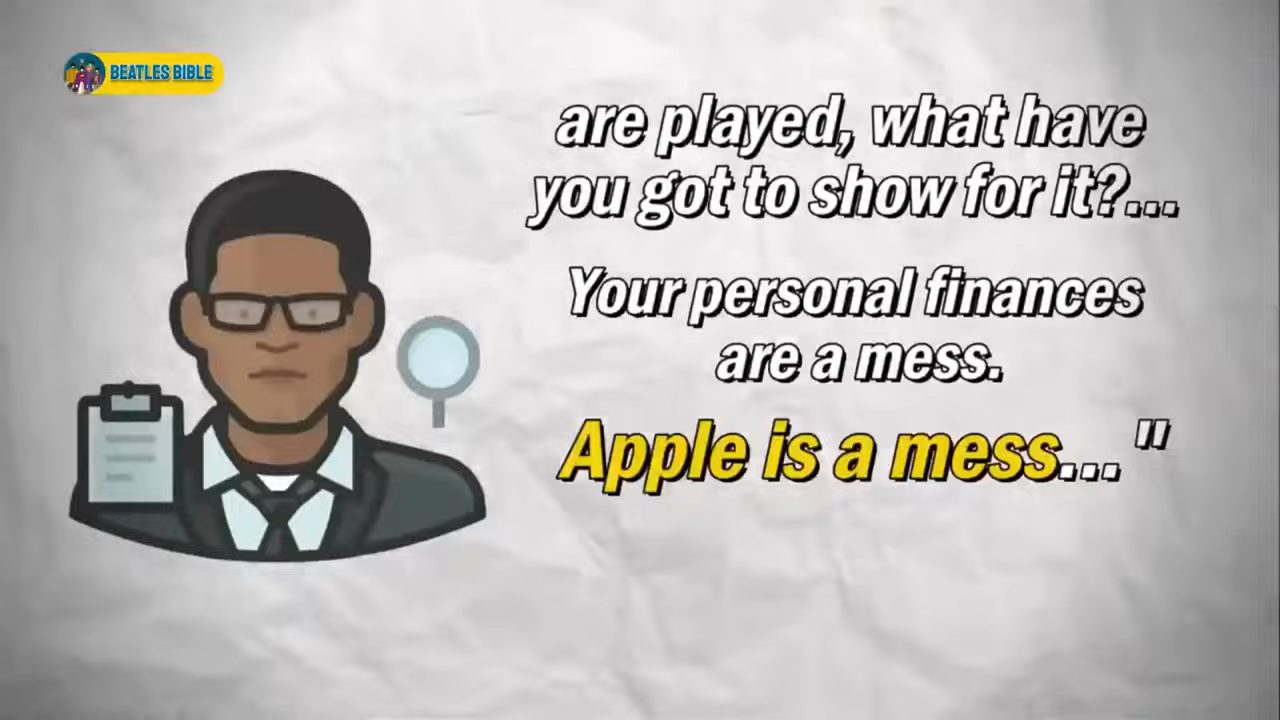 BEATLES BIBLE
are played, what have
you got to show for it?...
Your personal finances
are a mess.
Apple is a mess..."